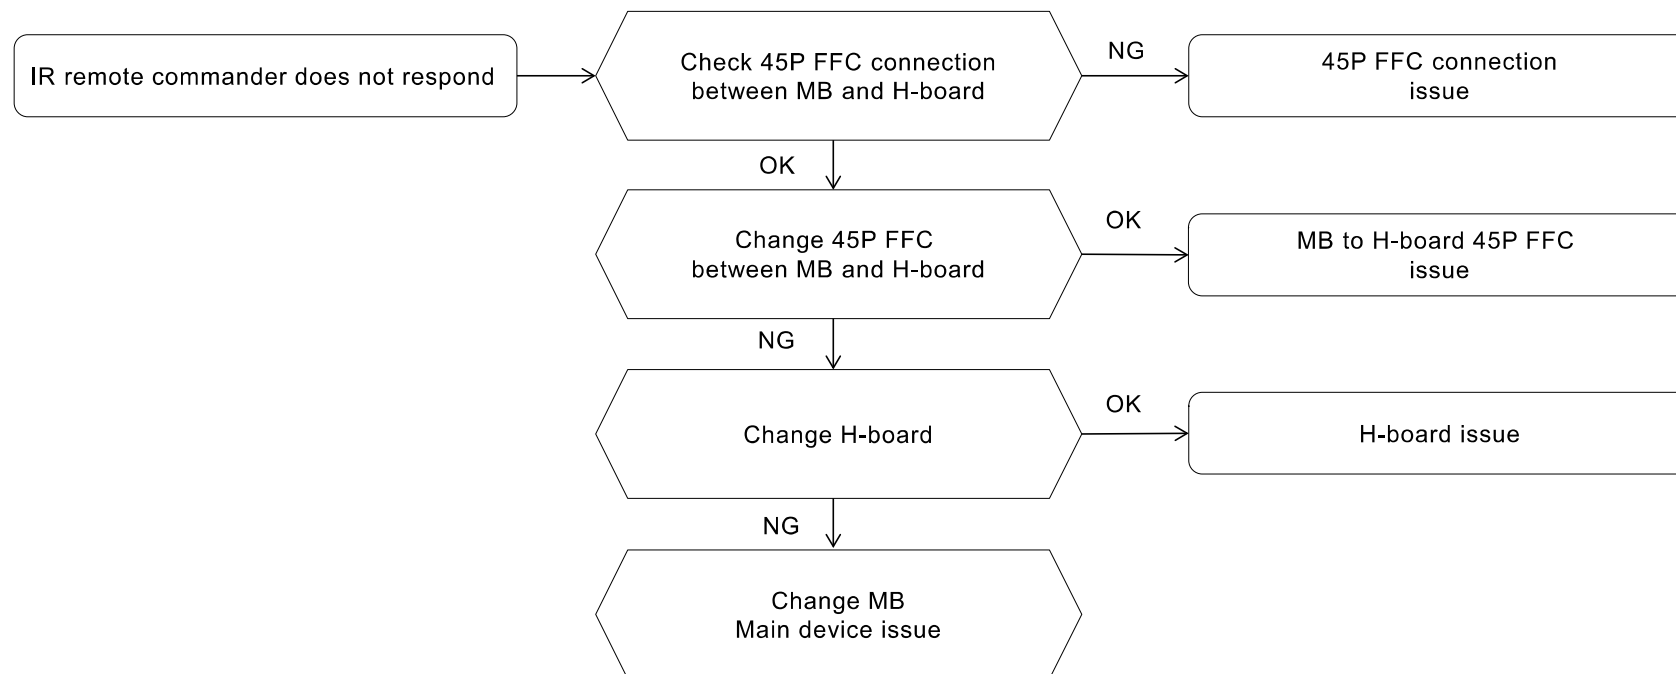 IR remote commander does not respond
Check 45P FFC connection
between MB and H-board
NG
45P FFC connection
issue
OK
Change 45P FFC
between MB and H-board
OK
MB to H-board 45P FFC
issue
NG
Change H-board
OK
H-board issue
NG
Change MB
Main device issue